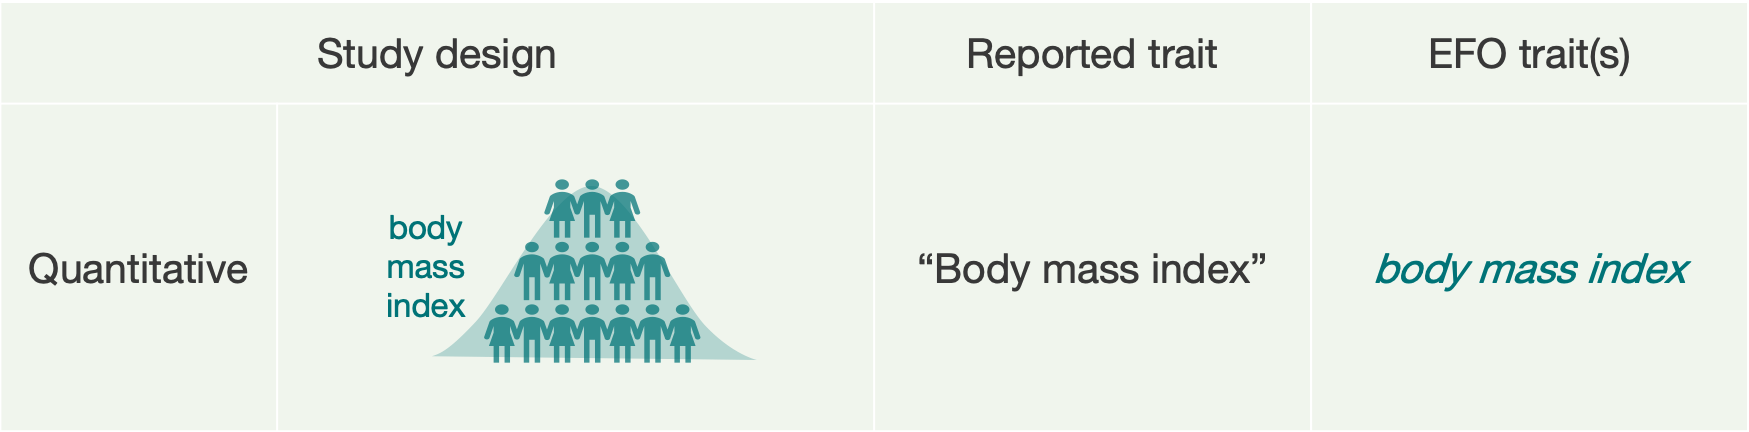 Study design
Reported trait
EFO trait(s)
Quantitative
body
mass
index
“Body mass index”
body mass index